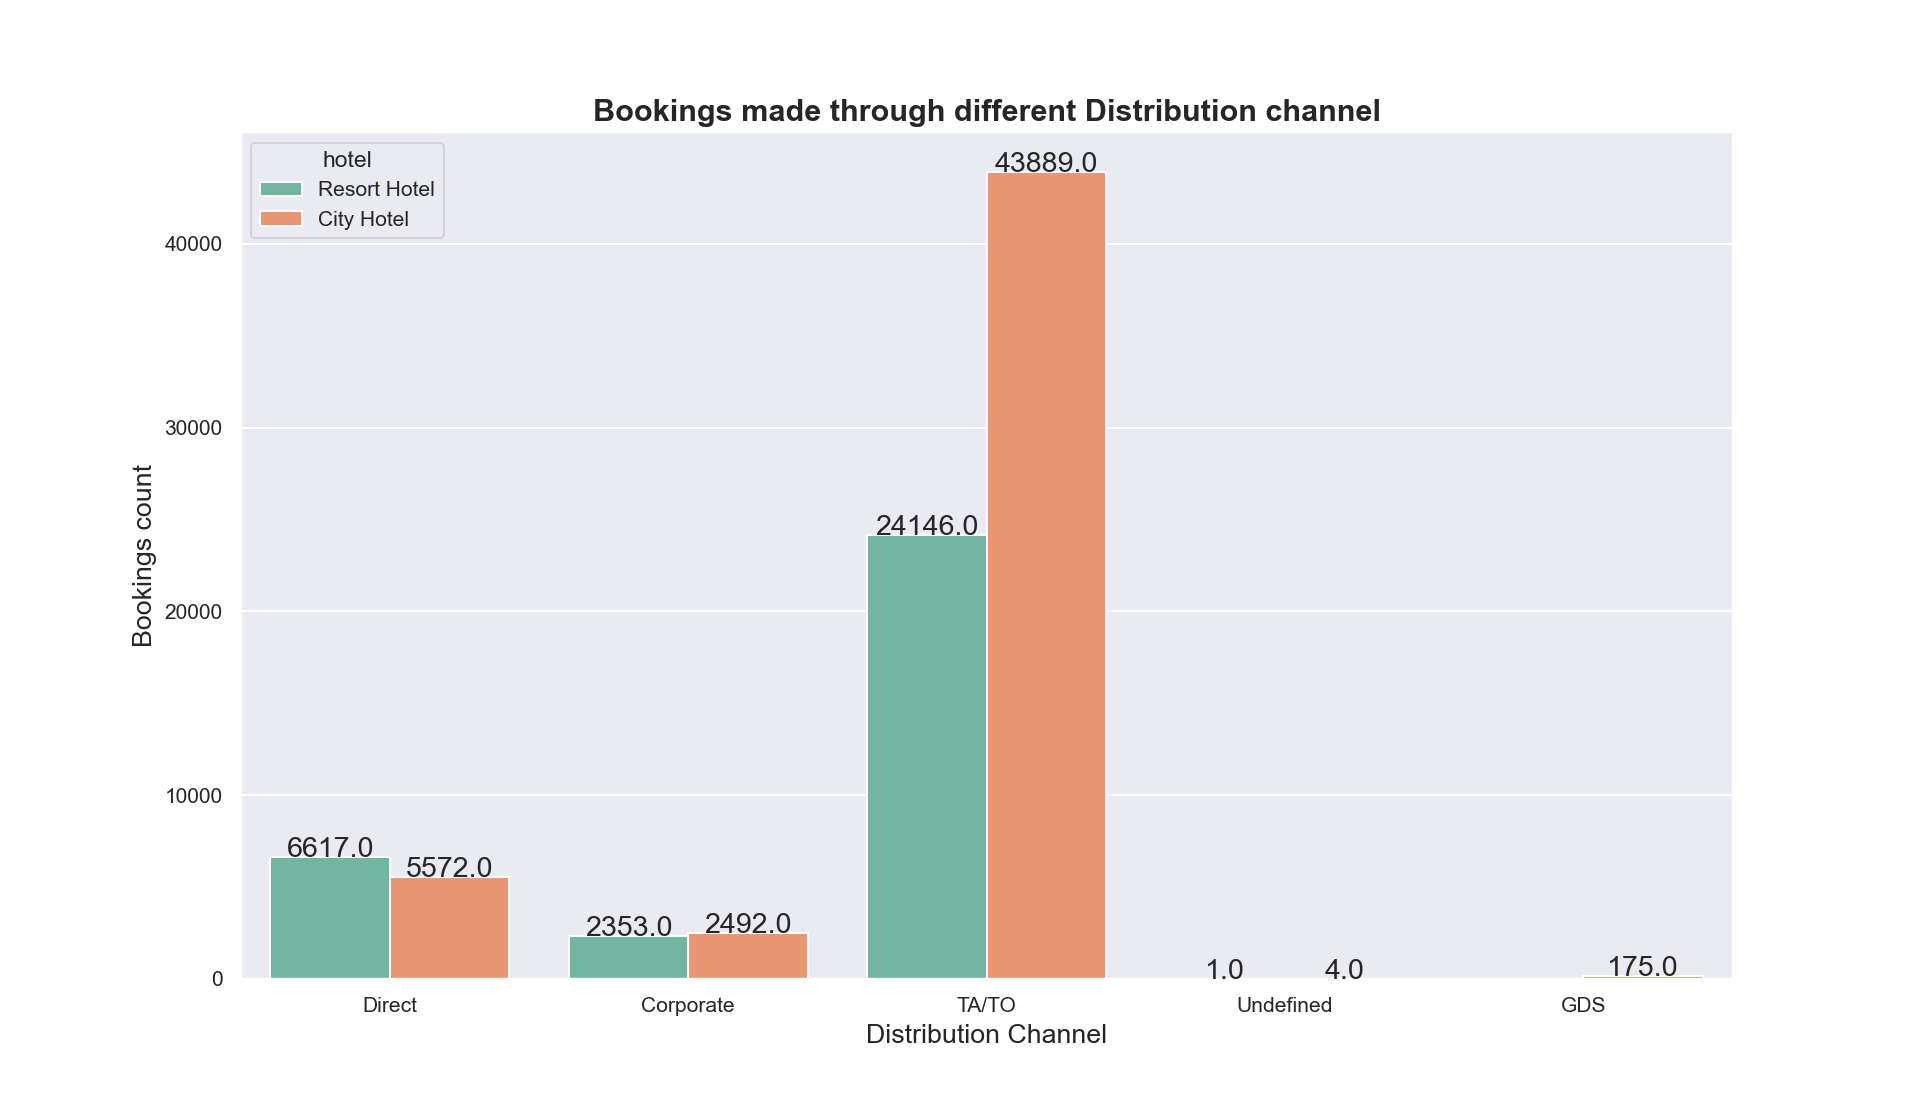 Bookings made through different Distribution channel
hotel
Resort Hotel
City Hotel
Bookings count
40000
30000
20000
10000
0
6617.0
5572.0
2353.0
2492.0
24146.0
43889.0
1.0
4.0
175.0
Direct
Corporate
TA/TO
Undefined
GDS
Distribution Channel